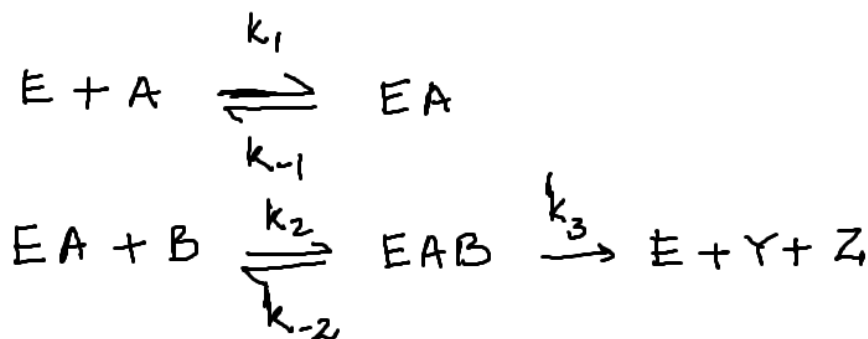 k₁
E + A ⇌ EA
k₋₁
k₂ k₃
EA + B ⇌ EAB → E + Y + Z
k₋₂